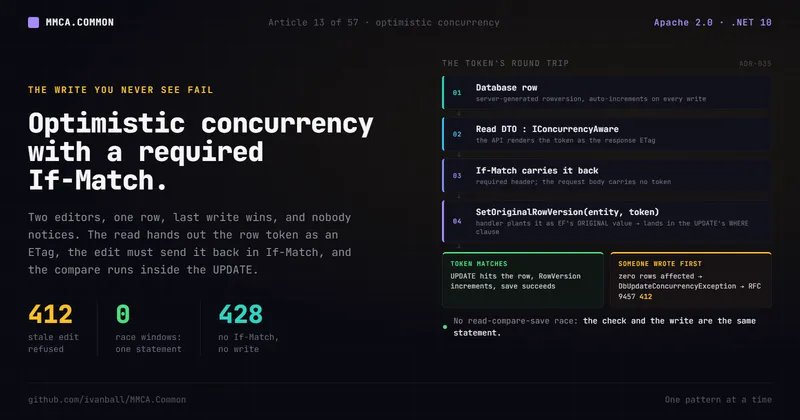 MMCA.COMMON
Article 13 of 57 · optimistic concurrency
Apache 2.0 · .NET 10
THE WRITE YOU NEVER SEE FAIL
Optimistic concurrency
with a required
If-Match.
Two editors, one row, last write wins, and nobody
notices. The read hands out the row token as an
ETag, the edit must send it back in If-Match, and
the compare runs inside the UPDATE.
412
stale edit
refused
0
race windows:
one statement
428
no If-Match,
no write
THE TOKEN'S ROUND TRIP
ADR-035
01
Database row
server-generated rowversion, auto-increments on every write
↓
02
Read DTO : IConcurrencyAware
the API renders the token as the response ETag
↓
03
If-Match carries it back
required header; the request body carries no token
↓
04
SetOriginalRowVersion(entity, token)
handler plants it as EF's ORIGINAL value → lands in the UPDATE's WHERE
clause
↓
TOKEN MATCHES
UPDATE hits the row, RowVersion
increments, save succeeds
SOMEONE WROTE FIRST
zero rows affected →
DbUpdateConcurrencyException → RFC
9457 412
No read-compare-save race: the check and the write are the same
statement.
github.com/ivanball/MMCA.Common
One pattern at a time